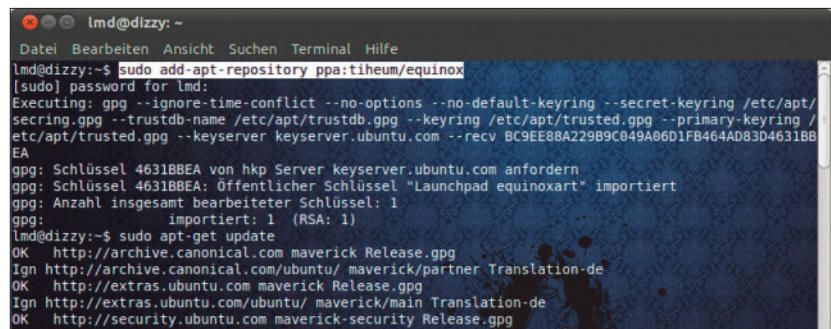 lmd@dizzy: ~
Datei Bearbeiten Ansicht Suchen Terminal Hilfe
lmd@dizzy:~$ sudo add-apt-repository ppa:tiheum/equinox
[sudo] password for lmd:
Executing: gpg --ignore-time-conflict --no-options --no-default-keyring --secret-keyring /etc/apt/
secring.gpg --trustdb-name /etc/apt/trustdb.gpg --keyring /etc/apt/trusted.gpg --primary-keyring /
etc/apt/trusted.gpg --keyserver keyserver.ubuntu.com --recv BC9EE88A229B9C049A06D1FB464AD83D4631BB
EA
gpg: Schlüssel 4631BBEA von hkp Server keyserver.ubuntu.com anfordern
gpg: Schlüssel 4631BBEA: Öffentlicher Schlüssel "Launchpad equinoxart" importiert
gpg: Anzahl insgesamt bearbeiteter Schlüssel: 1
gpg:               importiert: 1  (RSA: 1)
lmd@dizzy:~$ sudo apt-get update
OK   http://archive.canonical.com maverick Release.gpg
Ign http://archive.canonical.com/ubuntu/ maverick/partner Translation-de
OK   http://extras.ubuntu.com maverick Release.gpg
Ign http://extras.ubuntu.com/ubuntu/ maverick/main Translation-de
OK   http://security.ubuntu.com maverick-security Release.gpg